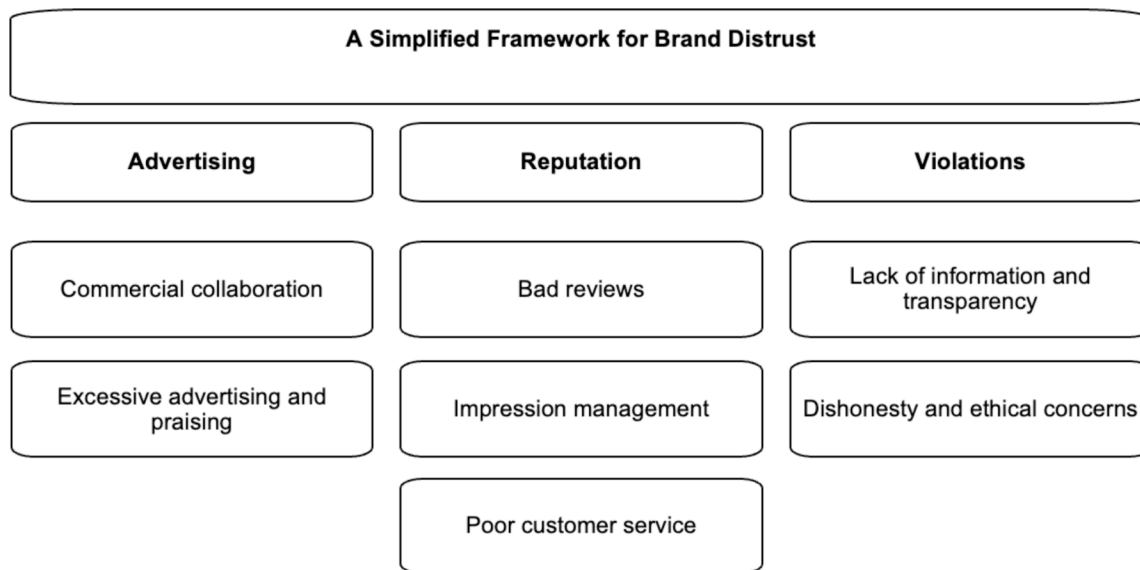 A Simplified Framework for Brand Distrust
Advertising
Reputation
Violations
Commercial collaboration
Bad reviews
Lack of information and
transparency
Excessive advertising and
praising
Impression management
Dishonesty and ethical concerns
Poor customer service